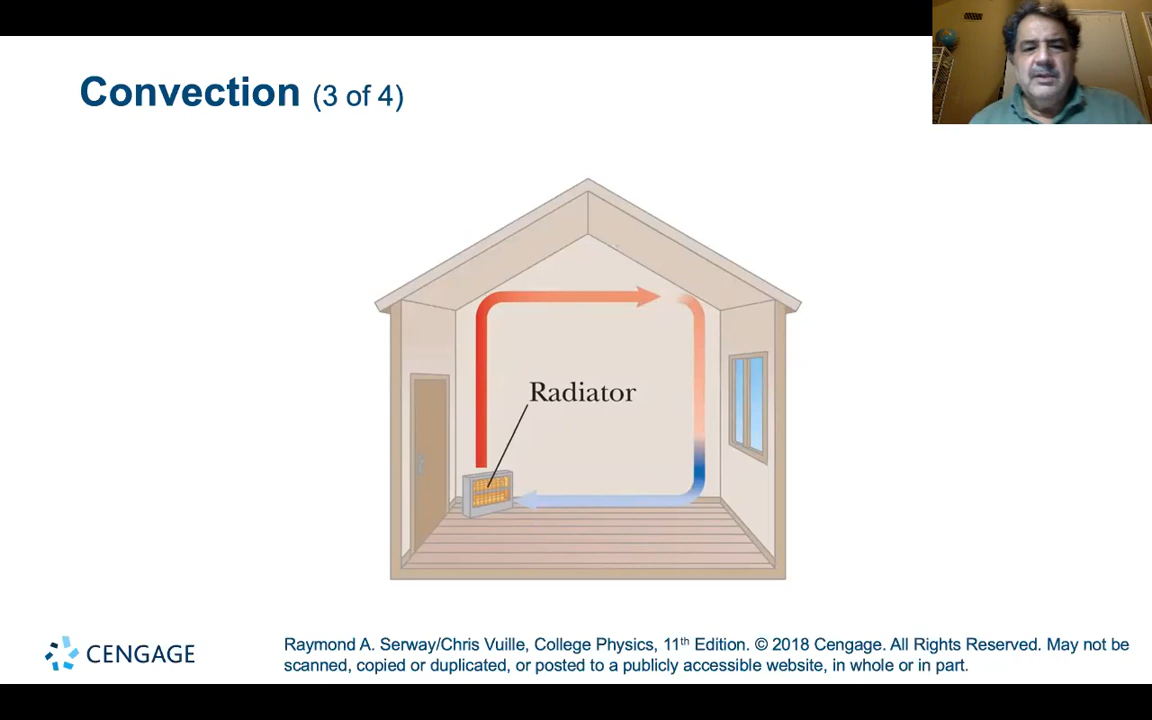 Convection (3 of 4)
Radiator
CENGAGE
Raymond A. Serway/Chris Vuille, College Physics, 11th Edition. © 2018 Cengage. All Rights Reserved. May not be
scanned, copied or duplicated, or posted to a publicly accessible website, in whole or in part.